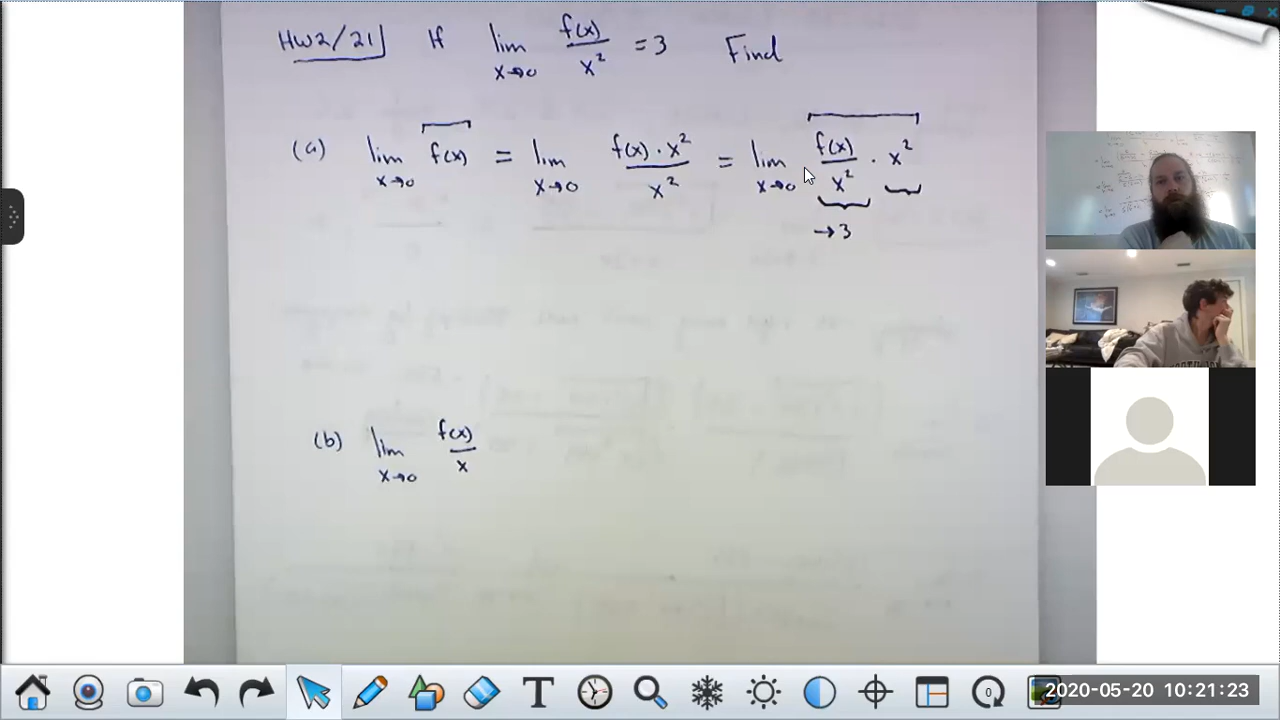 HW2/21 If lim x→0 f(x)/x² = 3 Find
(a) lim x→0 f(x) = lim x→0 f(x)·x²/x² = lim x→0 f(x)/x² · x²
→3
(b) lim x→0 f(x)/x
T
0
2020-05-20 10:21:23